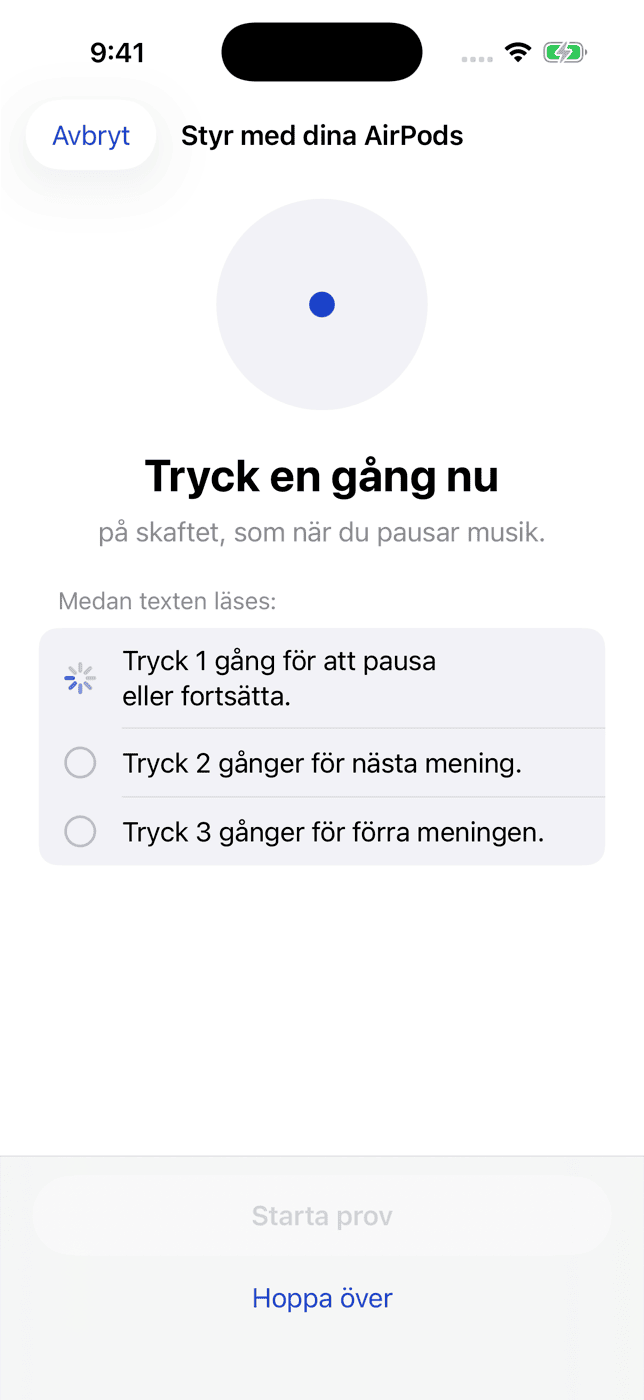 9:41
Avbryt
Styr med dina AirPods
Tryck en gång nu
på skaftet, som när du pausar musik.
Medan texten läses:
Tryck 1 gång för att pausa
eller fortsätta.
Tryck 2 gånger för nästa mening.
Tryck 3 gånger för förra meningen.
Starta prov
Hoppa över